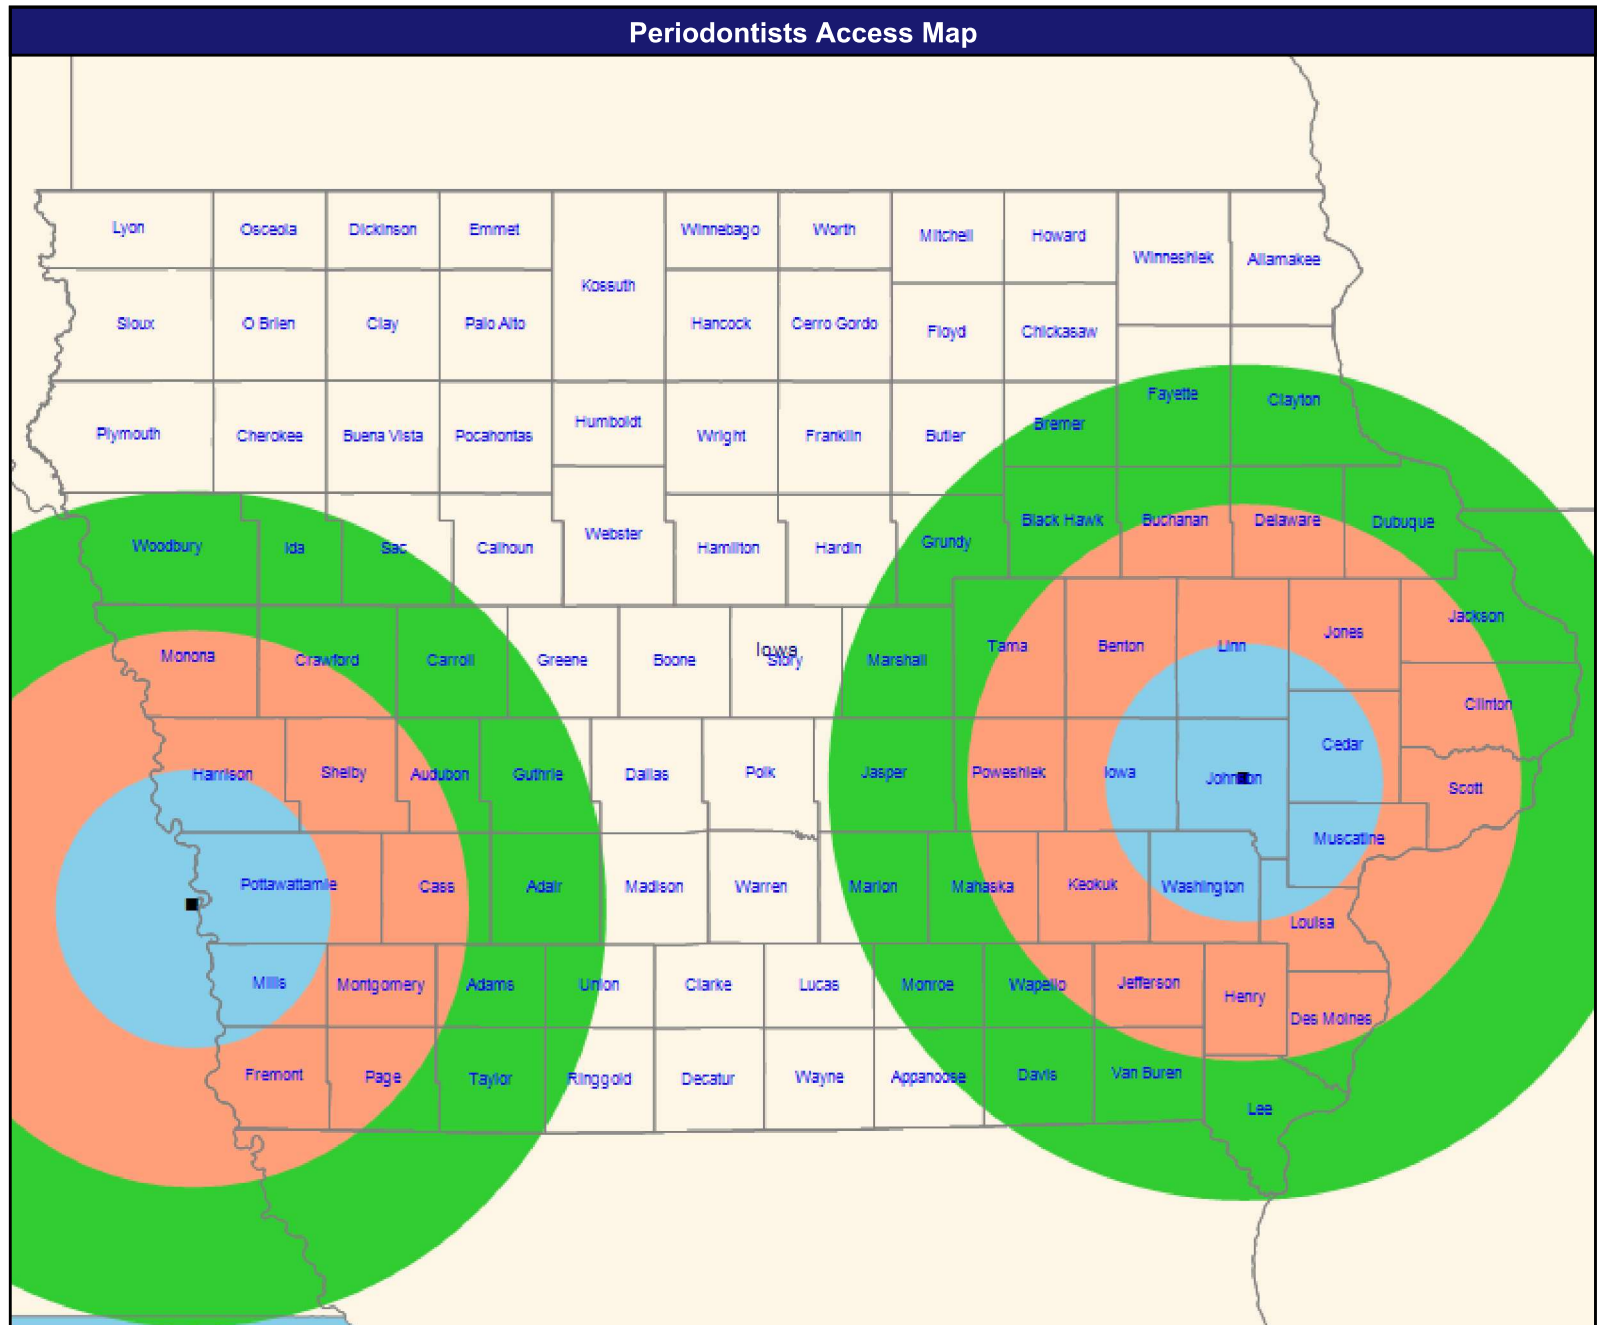 Periodontists Access Map
Lyon
Osceola
Dickinson
Emmet
Winnebago
Worth
Mitchell
Howard
Winneshiek
Allamakee
Kossuth
Sioux
O Brien
Clay
Palo Alto
Hancock
Cerro Gordo
Floyd
Chickasaw
Fayette
Clayton
Plymouth
Cherokee
Buena Vista
Pocahontas
Humboldt
Wright
Franklin
Butler
Bremer
Woodbury
Ida
Sac
Calhoun
Webster
Hamilton
Hardin
Grundy
Black Hawk
Buchanan
Delaware
Dubuque
Monona
Crawford
Carroll
Greene
Boone
Iowa
Story
Marshall
Tama
Benton
Linn
Jones
Jackson
Clinton
Harrison
Shelby
Audubon
Guthrie
Dallas
Polk
Jasper
Poweshiek
Iowa
Johnson
Cedar
Scott
Muscatine
Pottawattamie
Cass
Adair
Madison
Warren
Marion
Mahaska
Keokuk
Washington
Louisa
Mills
Montgomery
Adams
Union
Clarke
Lucas
Monroe
Wapello
Jefferson
Henry
Des Moines
Fremont
Page
Taylor
Ringgold
Decatur
Wayne
Appanoose
Davis
Van Buren
Lee